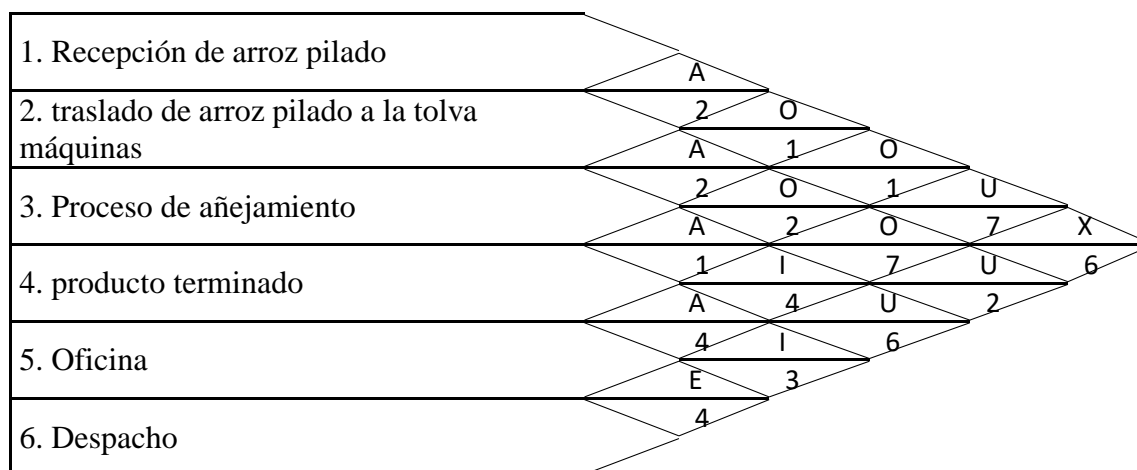 1. Recepción de arroz pilado
A
2. traslado de arroz pilado a la tolva
máquinas
2 O
A 1 O
3. Proceso de añejamiento
2 O 1 U
A 2 O 7 X
4. producto terminado
1 I 7 U 6
A 4 U 2
5. Oficina
4 I 6
E 3
6. Despacho
4